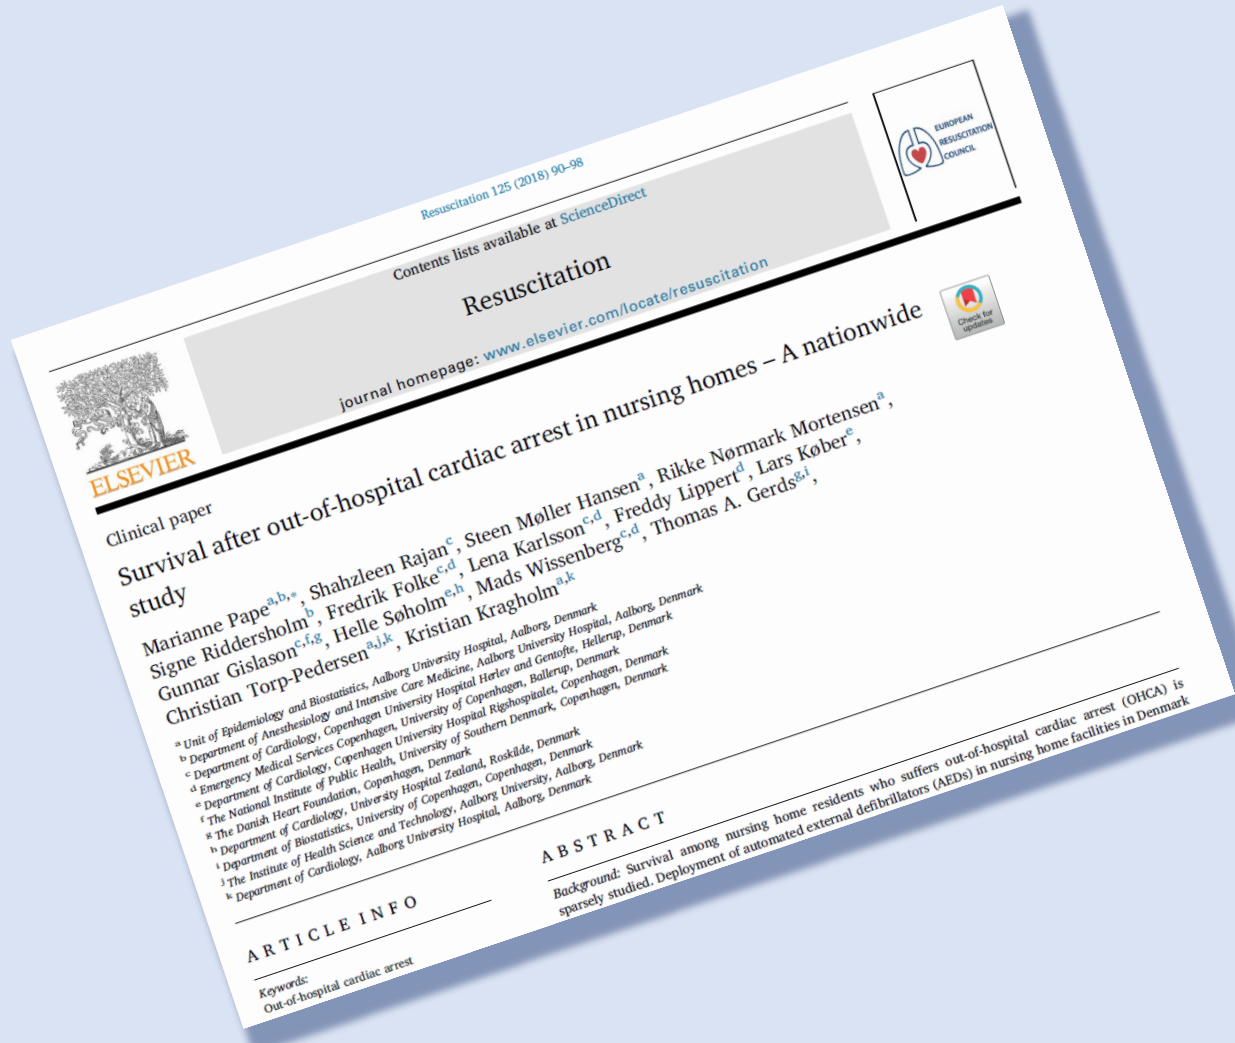 Resuscitation 125 (2018) 90–98
Contents lists available at ScienceDirect
Resuscitation
journal homepage: www.elsevier.com/locate/resuscitation
EUROPEAN
RESUSCITATION
COUNCIL
ELSEVIER
Check for
updates
Clinical paper
Survival after out-of-hospital cardiac arrest in nursing homes – A nationwide
study
Marianne Pape a,b,*, Shahzleen Rajan c, Steen Møller Hansen a, Rikke Nørmark Mortensen a,
Signe Riddersholm b, Fredrik Folke c,d, Lena Karlsson c,d, Freddy Lippert d, Lars Køber e,
Gunnar Gislason c,f,g, Helle Søholm e,h, Mads Wissenberg c,d, Thomas A. Gerds g,i,
Christian Torp-Pedersen a,j,k, Kristian Kragholm a,k
a Unit of Epidemiology and Biostatistics, Aalborg University Hospital, Aalborg, Denmark
b Department of Anesthesiology and Intensive Care Medicine, Aalborg University Hospital, Aalborg, Denmark
c Department of Cardiology, Copenhagen University Hospital Herlev and Gentofte, Hellerup, Denmark
d Emergency Medical Services Copenhagen, University of Copenhagen, Ballerup, Denmark
e Department of Cardiology, Copenhagen University Hospital Rigshospitalet, Copenhagen, Denmark
f The National Institute of Public Health, University of Southern Denmark, Copenhagen, Denmark
g The Danish Heart Foundation, Copenhagen, Denmark
h Department of Cardiology, University Hospital Zealand, Roskilde, Denmark
i Department of Biostatistics, University of Copenhagen, Copenhagen, Denmark
j The Institute of Health Science and Technology, Aalborg University, Aalborg, Denmark
k Department of Cardiology, Aalborg University Hospital, Aalborg, Denmark
ARTICLE INFO
Keywords:
Out-of-hospital cardiac arrest
ABSTRACT
Background: Survival among nursing home residents who suffers out-of-hospital cardiac arrest (OHCA) is
sparsely studied. Deployment of automated external defibrillators (AEDs) in nursing home facilities in Denmark